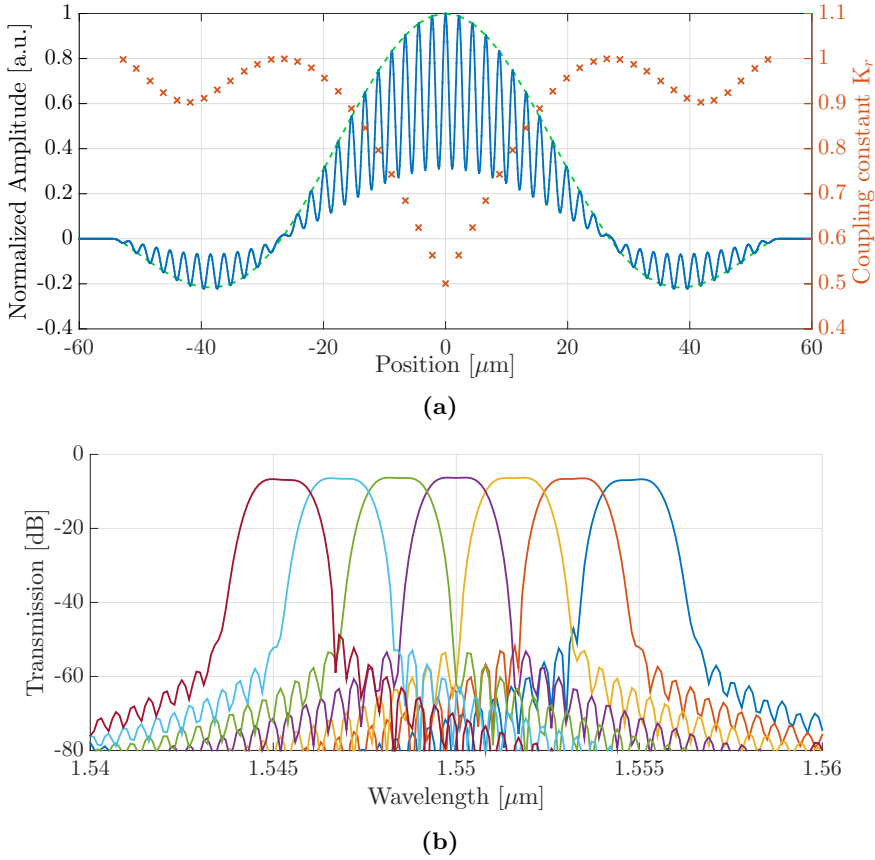 Normalized Amplitude [a.u.]
1
0.8
0.6
0.4
0.2
0
-0.2
-0.4
1.1
1
0.9
0.8
0.7
0.6
0.5
0.4
Coupling constant Kᵣ
-60 -40 -20 0 20 40 60
Position [μm]
(a)
Transmission [dB]
0
-20
-40
-60
-80
1.54 1.545 1.55 1.555 1.56
Wavelength [μm]
(b)